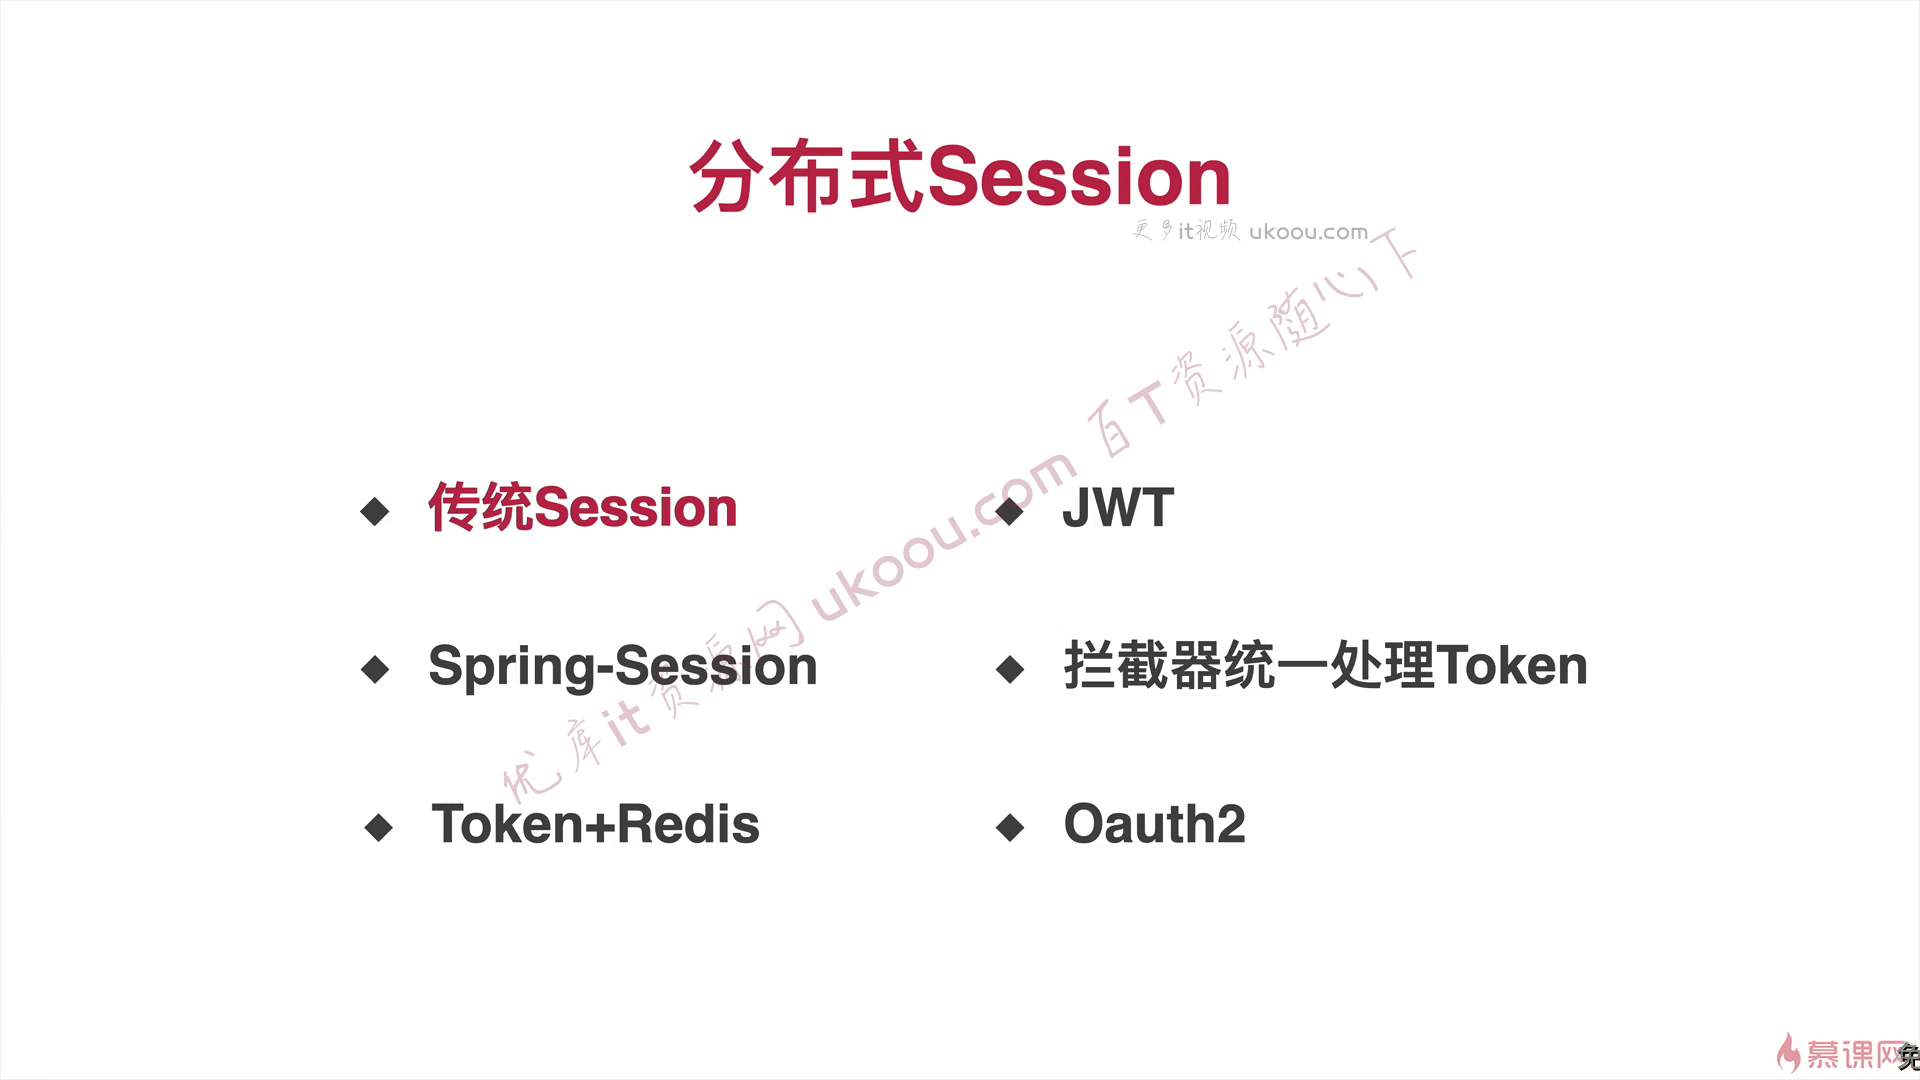 分布式Session
更多it视频 ukoou.com
优库it资源网 ukoou.com 百T资源随心下
传统Session
JWT
Spring-Session
拦截器统一处理Token
Token+Redis
Oauth2
慕课网
免